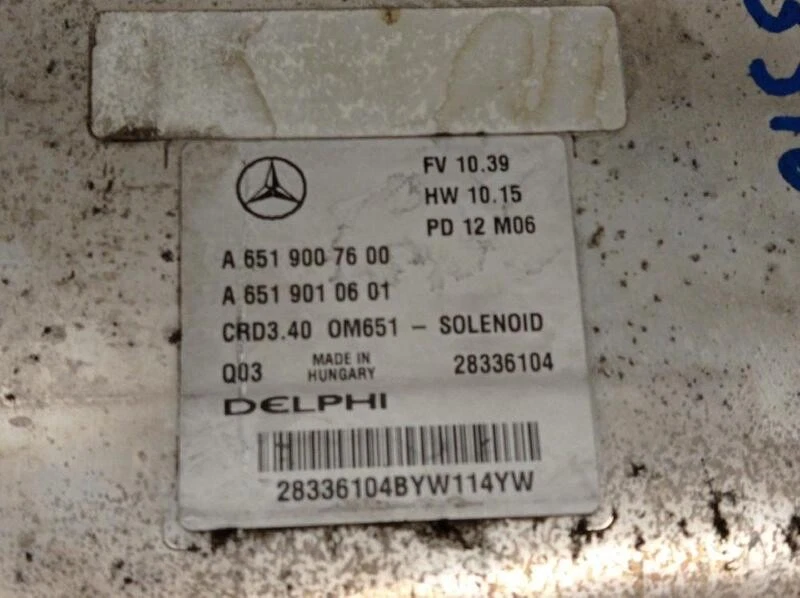 FV 10.39
HW 10.15
PD 12 M06
A 651 900 76 00
A 651 901 06 01
CRD3.40 OM651 - SOLENOID
Q03 MADE IN HUNGARY 28336104
DELPHI
28336104BYW114YW